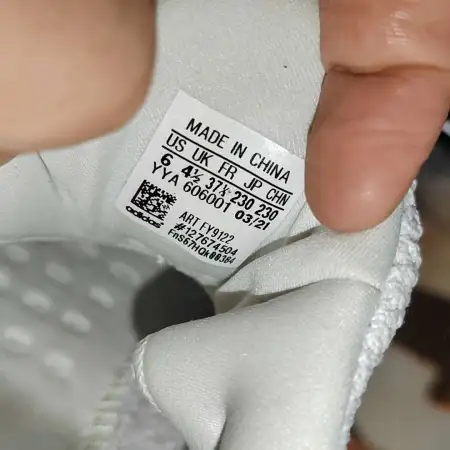 MADE IN CHINA
US UK FR JP CHN
6 4½ 37⅓ 230 230
YYA 606001 03/21
adidas
ART FY9122
#127674504
FnS67HQk00384